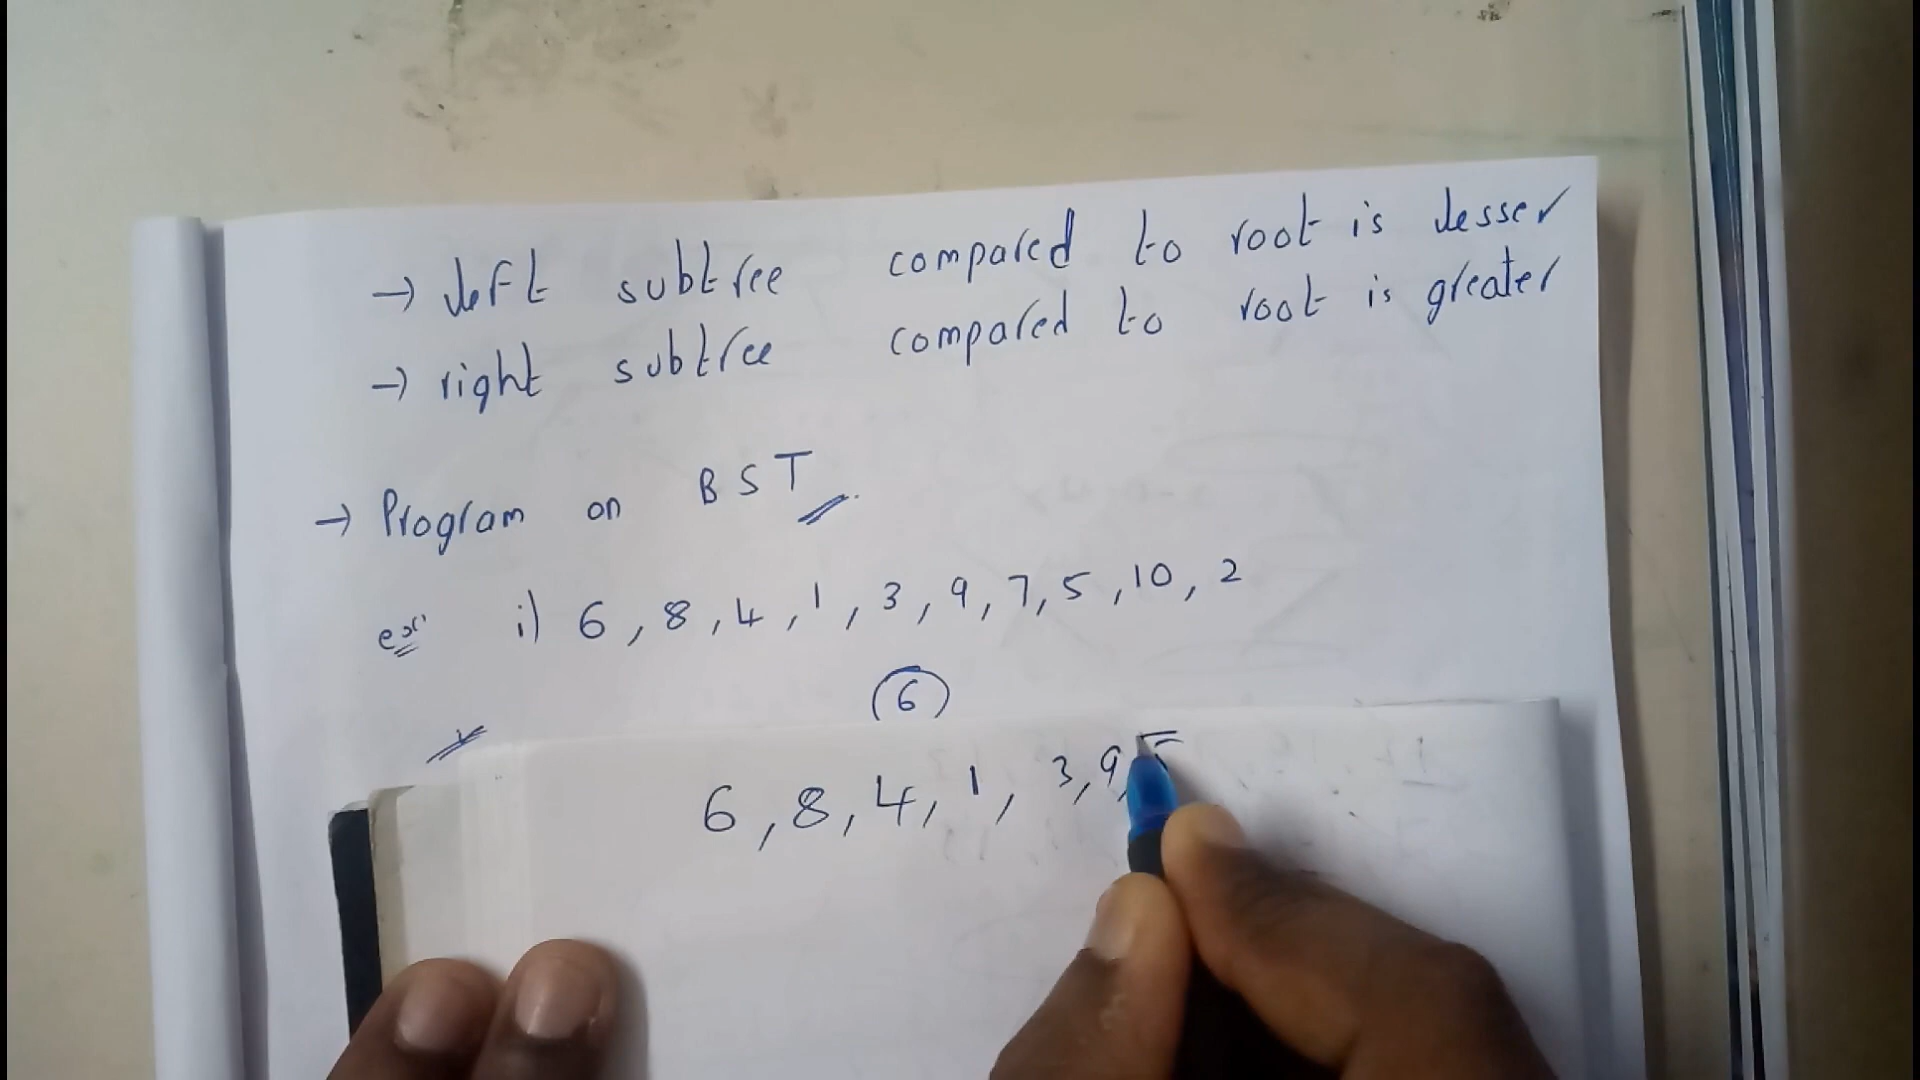 → left subtree compared to root is lesser
→ right subtree compared to root is greater
→ Program on BST
ex:- i) 6, 8, 4, 1, 3, 9, 7, 5, 10, 2
6
6, 8, 4, 1, 3, 9,